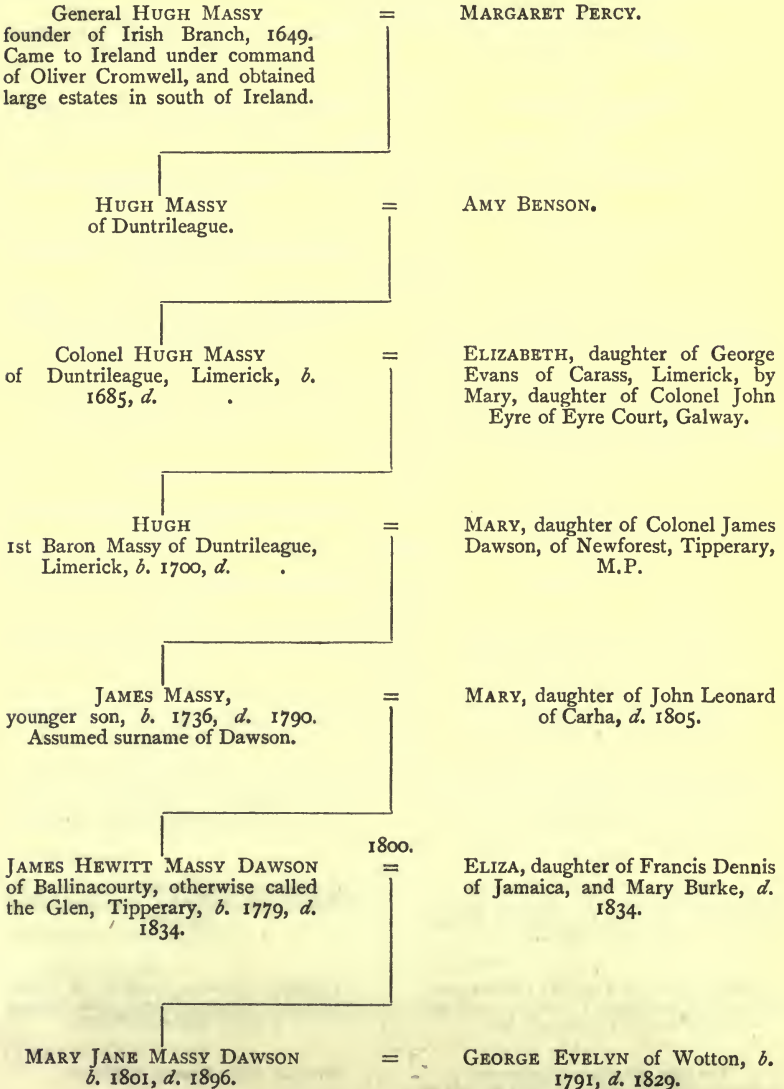 General HUGH MASSY = MARGARET PERCY.
founder of Irish Branch, 1649.
Came to Ireland under command
of Oliver Cromwell, and obtained
large estates in south of Ireland.
HUGH MASSY = AMY BENSON.
of Duntrileague.
Colonel HUGH MASSY = ELIZABETH, daughter of George
of Duntrileague, Limerick, b. Evans of Carass, Limerick, by
1685, d. . Mary, daughter of Colonel John
Eyre of Eyre Court, Galway.
HUGH = MARY, daughter of Colonel James
1st Baron Massy of Duntrileague, Dawson, of Newforest, Tipperary,
Limerick, b. 1700, d. . M.P.
JAMES MASSY, = MARY, daughter of John Leonard
younger son, b. 1736, d. 1790. of Carha, d. 1805.
Assumed surname of Dawson.
1800.
JAMES HEWITT MASSY DAWSON = ELIZA, daughter of Francis Dennis
of Ballinacourty, otherwise called of Jamaica, and Mary Burke, d.
the Glen, Tipperary, b. 1779, d. 1834.
1834.
MARY JANE MASSY DAWSON = GEORGE EVELYN of Wotton, b.
b. 1801, d. 1896. 1791, d. 1829.